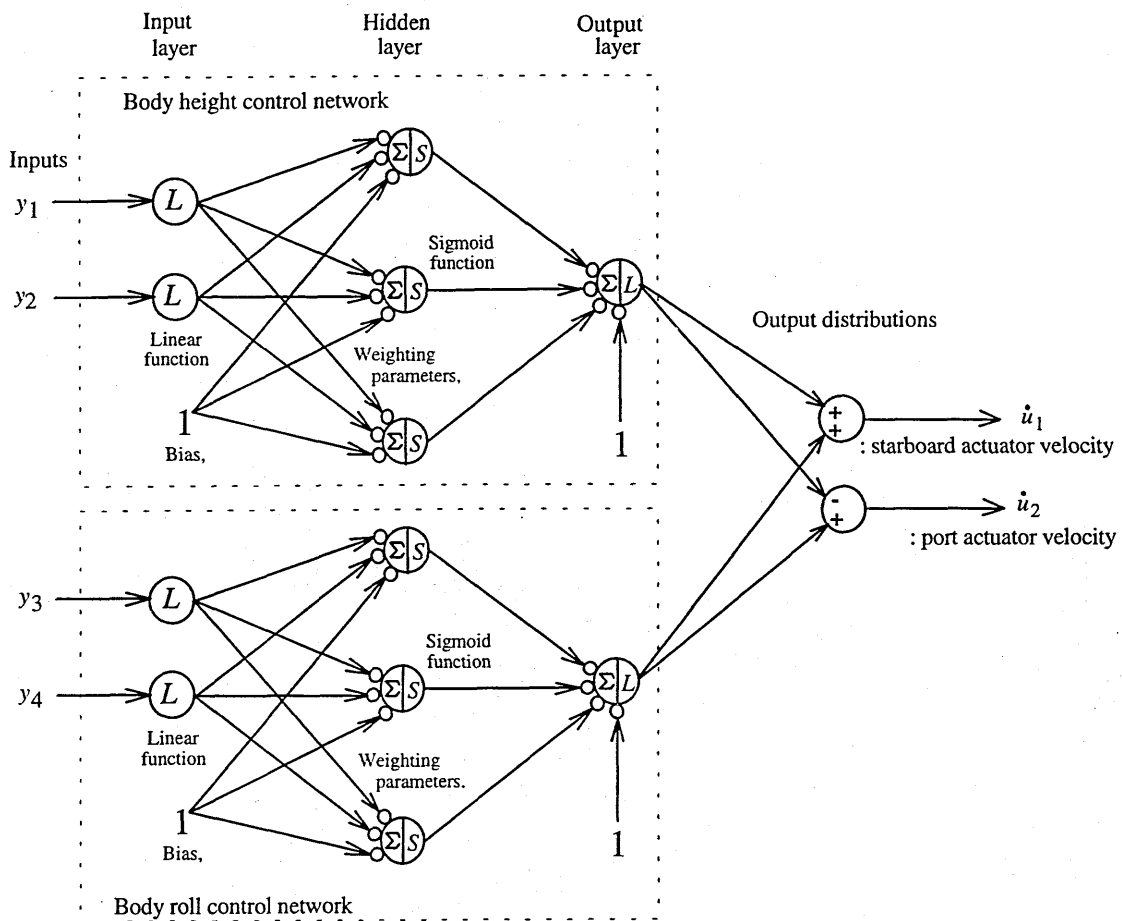 Input
layer
Hidden
layer
Output
layer
Body height control network
Inputs
y1
L
Σ S
y2
L
Σ S
Sigmoid
function
Σ L
Linear
function
Weighting
parameters,
1
Bias,
Σ S
1
Output distributions
+
+
u̇1
: starboard actuator velocity
-
+
u̇2
: port actuator velocity
y3
L
Σ S
y4
L
Σ S
Sigmoid
function
Σ L
Linear
function
Weighting
parameters.
1
Bias,
Σ S
1
Body roll control network